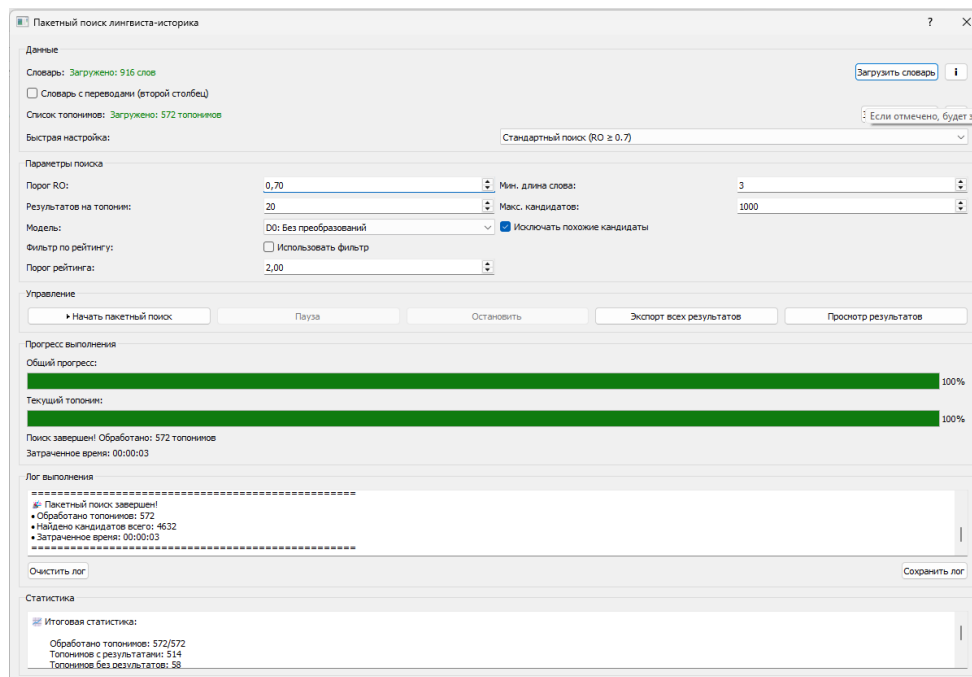 Пакетный поиск лингвиста-историка ? ×
Данные
Словарь: Загружено: 916 слов Загрузить словарь i
Словарь с переводами (второй столбец)
Список топонимов: Загружено: 572 топонимов Если отмечено, будет з
Быстрая настройка: Стандартный поиск (RO ≥ 0.7)
Параметры поиска
Порог RO: 0,70 Мин. длина слова: 3
Результатов на топоним: 20 Макс. кандидатов: 1000
Модель: D0: Без преобразований Исключать похожие кандидаты
Фильтр по рейтингу: Использовать фильтр
Порог рейтинга: 2,00
Управление
Начать пакетный поиск Пауза Остановить Экспорт всех результатов Просмотр результатов
Прогресс выполнения
Общий прогресс:
100%
Текущий топоним:
100%
Поиск завершен! Обработано: 572 топонимов
Затраченное время: 00:00:03
Лог выполнения
==================================================
Пакетный поиск завершен!
• Обработано топонимов: 572
• Найдено кандидатов всего: 4632
• Затраченное время: 00:00:03
==================================================
Очистить лог Сохранить лог
Статистика
Итоговая статистика:
Обработано топонимов: 572/572
Топонимов с результатами: 514
Топонимов без результатов: 58